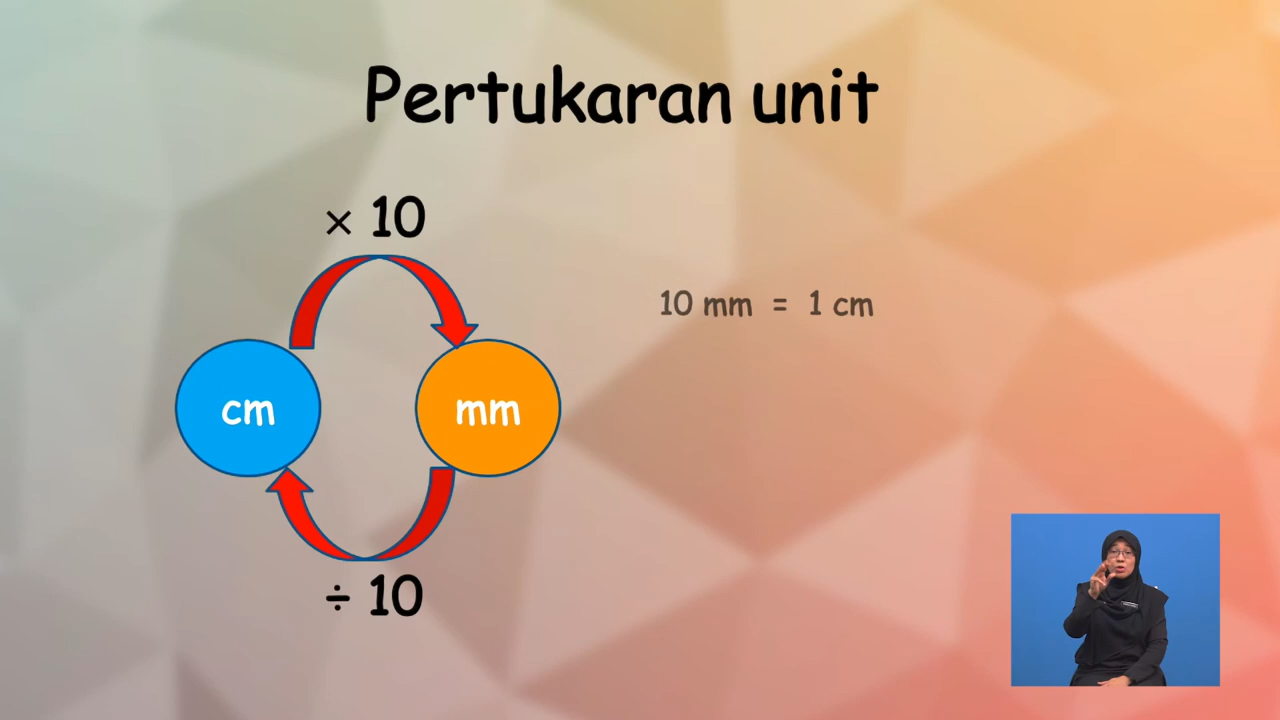 Pertukaran unit
× 10
10 mm = 1 cm
cm
mm
÷ 10